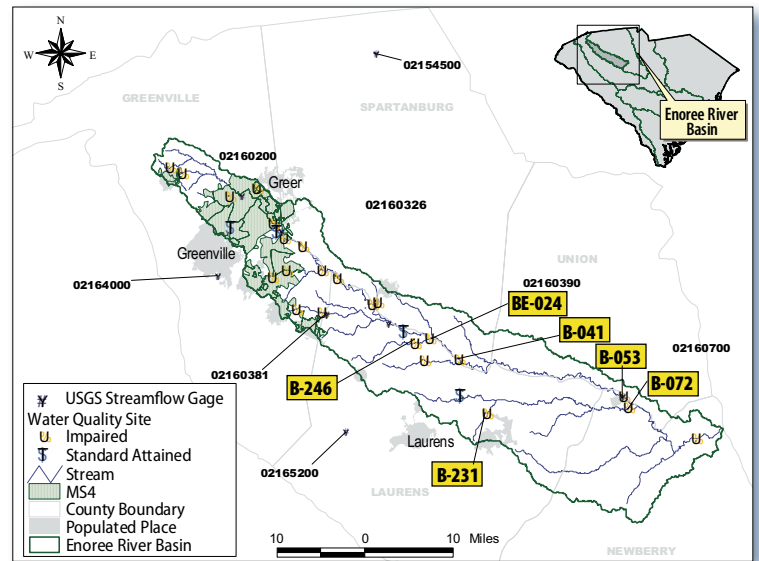 N
W E
S
02154500
GREENVILLE
SPARTANBURG
Enoree River
Basin
02160200
Greer
02160326
Greenville
UNION
02164000
02160390
BE-024
B-041
02160700
B-053
02160381
B-246
B-072
USGS Streamflow Gage
Water Quality Site
Impaired
Standard Attained
Stream
MS4
County Boundary
Populated Place
Enoree River Basin
Laurens
02165200
B-231
LAURENS
10 0 10 Miles
NEWBERRY